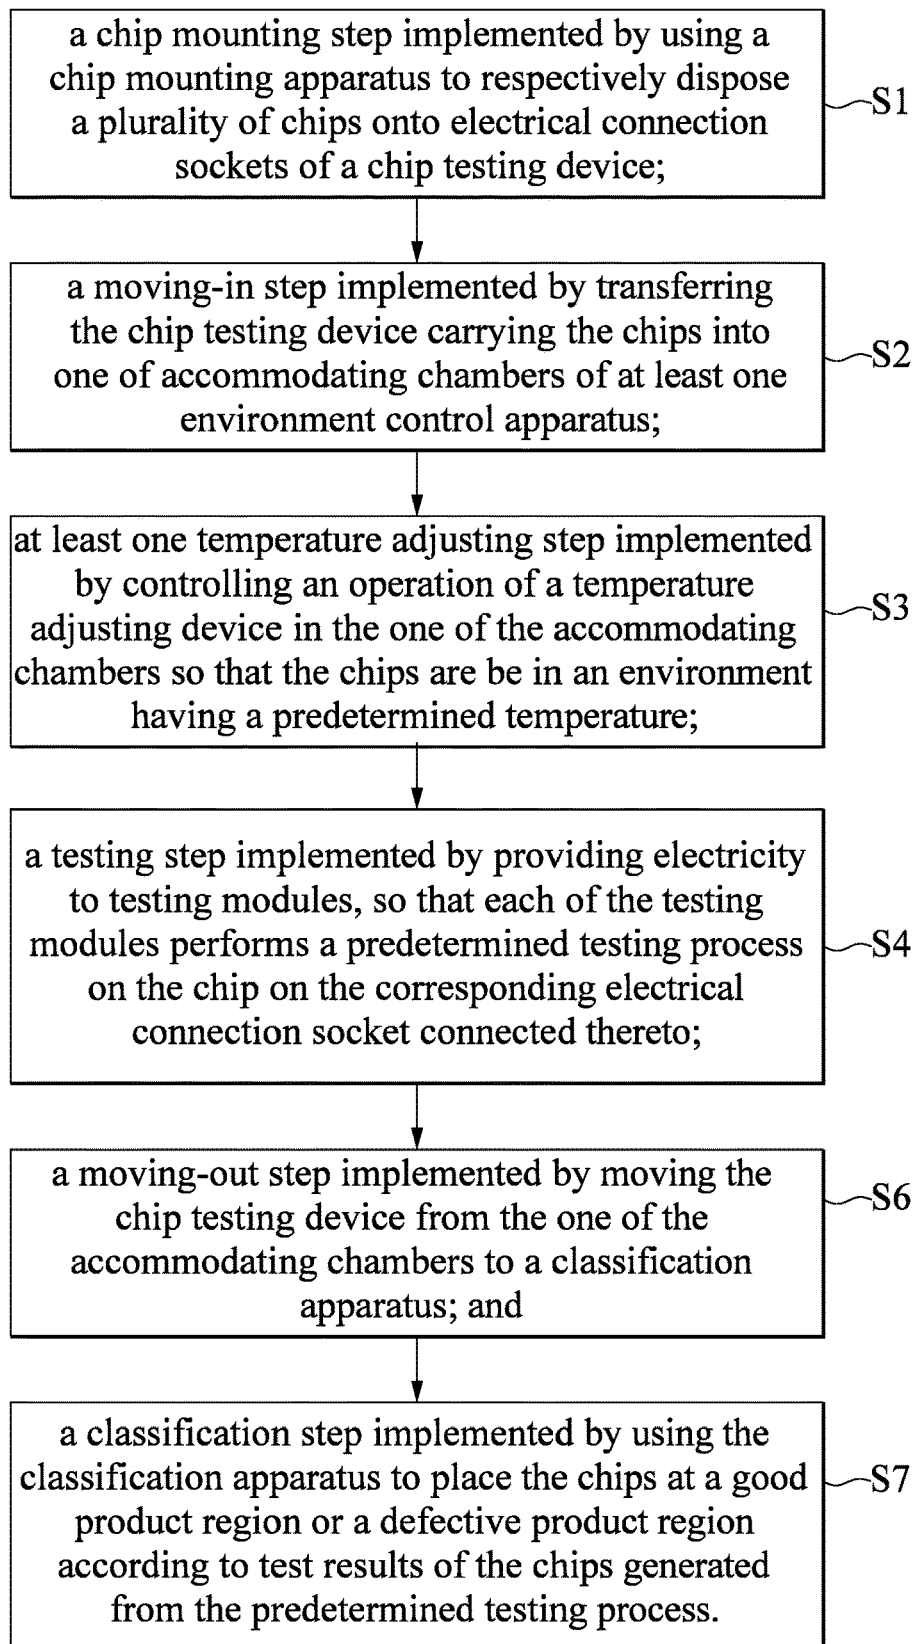 a chip mounting step implemented by using a
chip mounting apparatus to respectively dispose
a plurality of chips onto electrical connection
sockets of a chip testing device;
S1
a moving-in step implemented by transferring
the chip testing device carrying the chips into
one of accommodating chambers of at least one
environment control apparatus;
S2
at least one temperature adjusting step implemented
by controlling an operation of a temperature
adjusting device in the one of the accommodating
chambers so that the chips are be in an environment
having a predetermined temperature;
S3
a testing step implemented by providing electricity
to testing modules, so that each of the testing
modules performs a predetermined testing process
on the chip on the corresponding electrical
connection socket connected thereto;
S4
a moving-out step implemented by moving the
chip testing device from the one of the
accommodating chambers to a classification
apparatus; and
S6
a classification step implemented by using the
classification apparatus to place the chips at a good
product region or a defective product region
according to test results of the chips generated
from the predetermined testing process.
S7